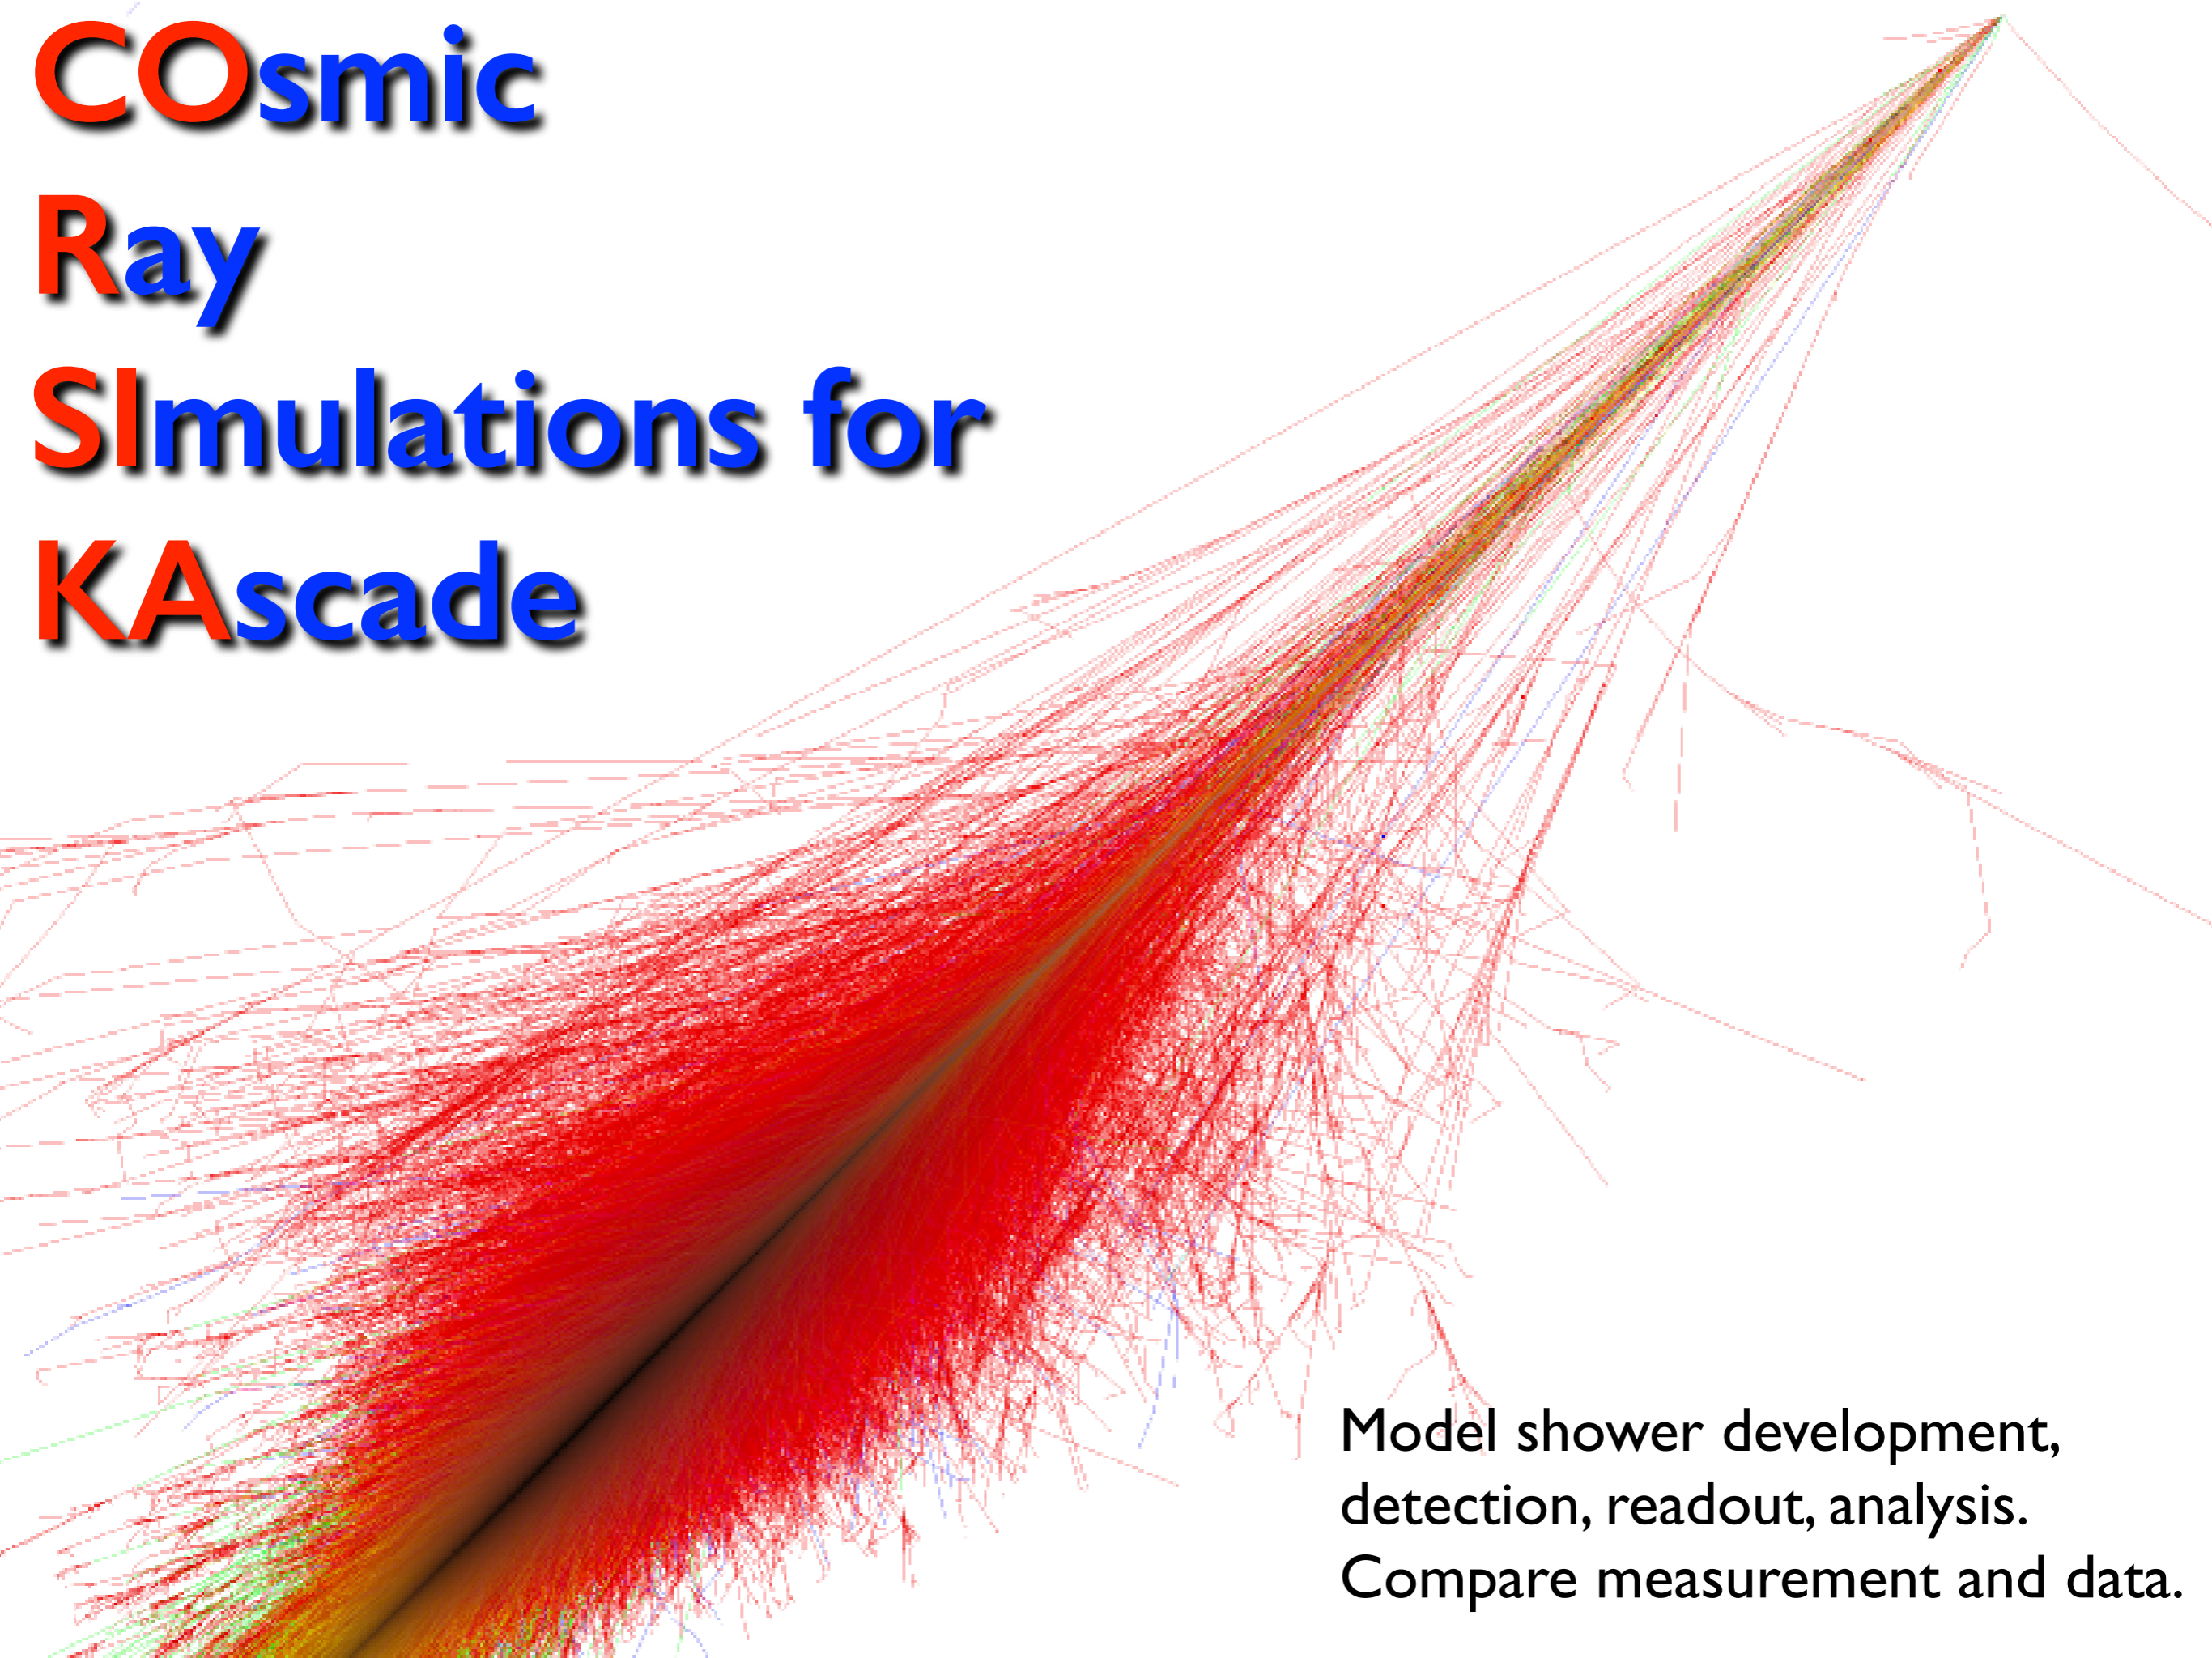 COsmic
Ray
SImulations for
KAscade
Model shower development,
detection, readout, analysis.
Compare measurement and data.